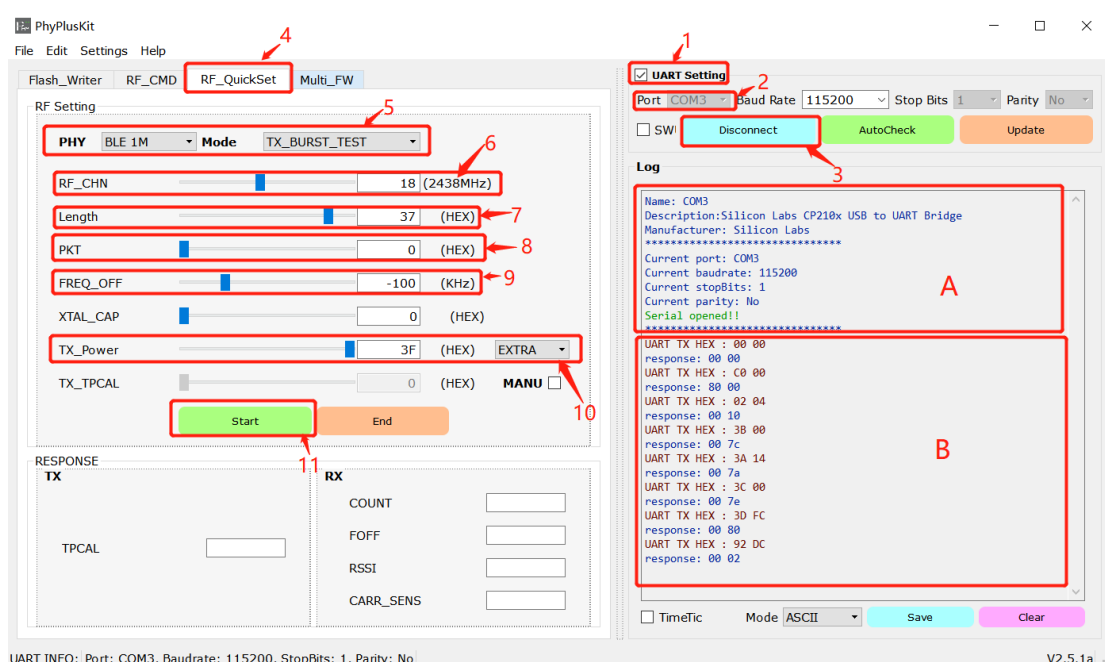 PhyPlusKit
File Edit Settings Help
4
1
Flash_Writer RF_CMD RF_QuickSet Multi_FW
UART Setting
2
Port COM3 Baud Rate 115200 Stop Bits 1 Parity No
SWU Disconnect AutoCheck Update
3
RF Setting
5
PHY BLE 1M Mode TX_BURST_TEST
6
RF_CHN 18 (2438MHz)
Length 37 (HEX) 7
PKT 0 (HEX) 8
FREQ_OFF -100 (KHz) 9
XTAL_CAP 0 (HEX)
TX_Power 3F (HEX) EXTRA
TX_TPCAL 0 (HEX) MANU
10
Start End
11
RESPONSE
TX
TPCAL
RX
COUNT
FOFF
RSSI
CARR_SENS
Log
Name: COM3
Description:Silicon Labs CP210x USB to UART Bridge
Manufacturer: Silicon Labs
*******************************
Current port: COM3
Current baudrate: 115200
Current stopBits: 1
Current parity: No
Serial opened!!
*******************************
A
UART TX HEX : 00 00
response: 00 00
UART TX HEX : C0 00
response: 80 00
UART TX HEX : 02 04
response: 00 10
UART TX HEX : 3B 00
response: 00 7c
UART TX HEX : 3A 14
response: 00 7a
UART TX HEX : 3C 00
response: 00 7e
UART TX HEX : 3D FC
response: 00 80
UART TX HEX : 92 DC
response: 00 02
B
TimeTic Mode ASCII Save Clear
UART INFO: Port: COM3, Baudrate: 115200, StopBits: 1, Parity: No
V2.5.1a